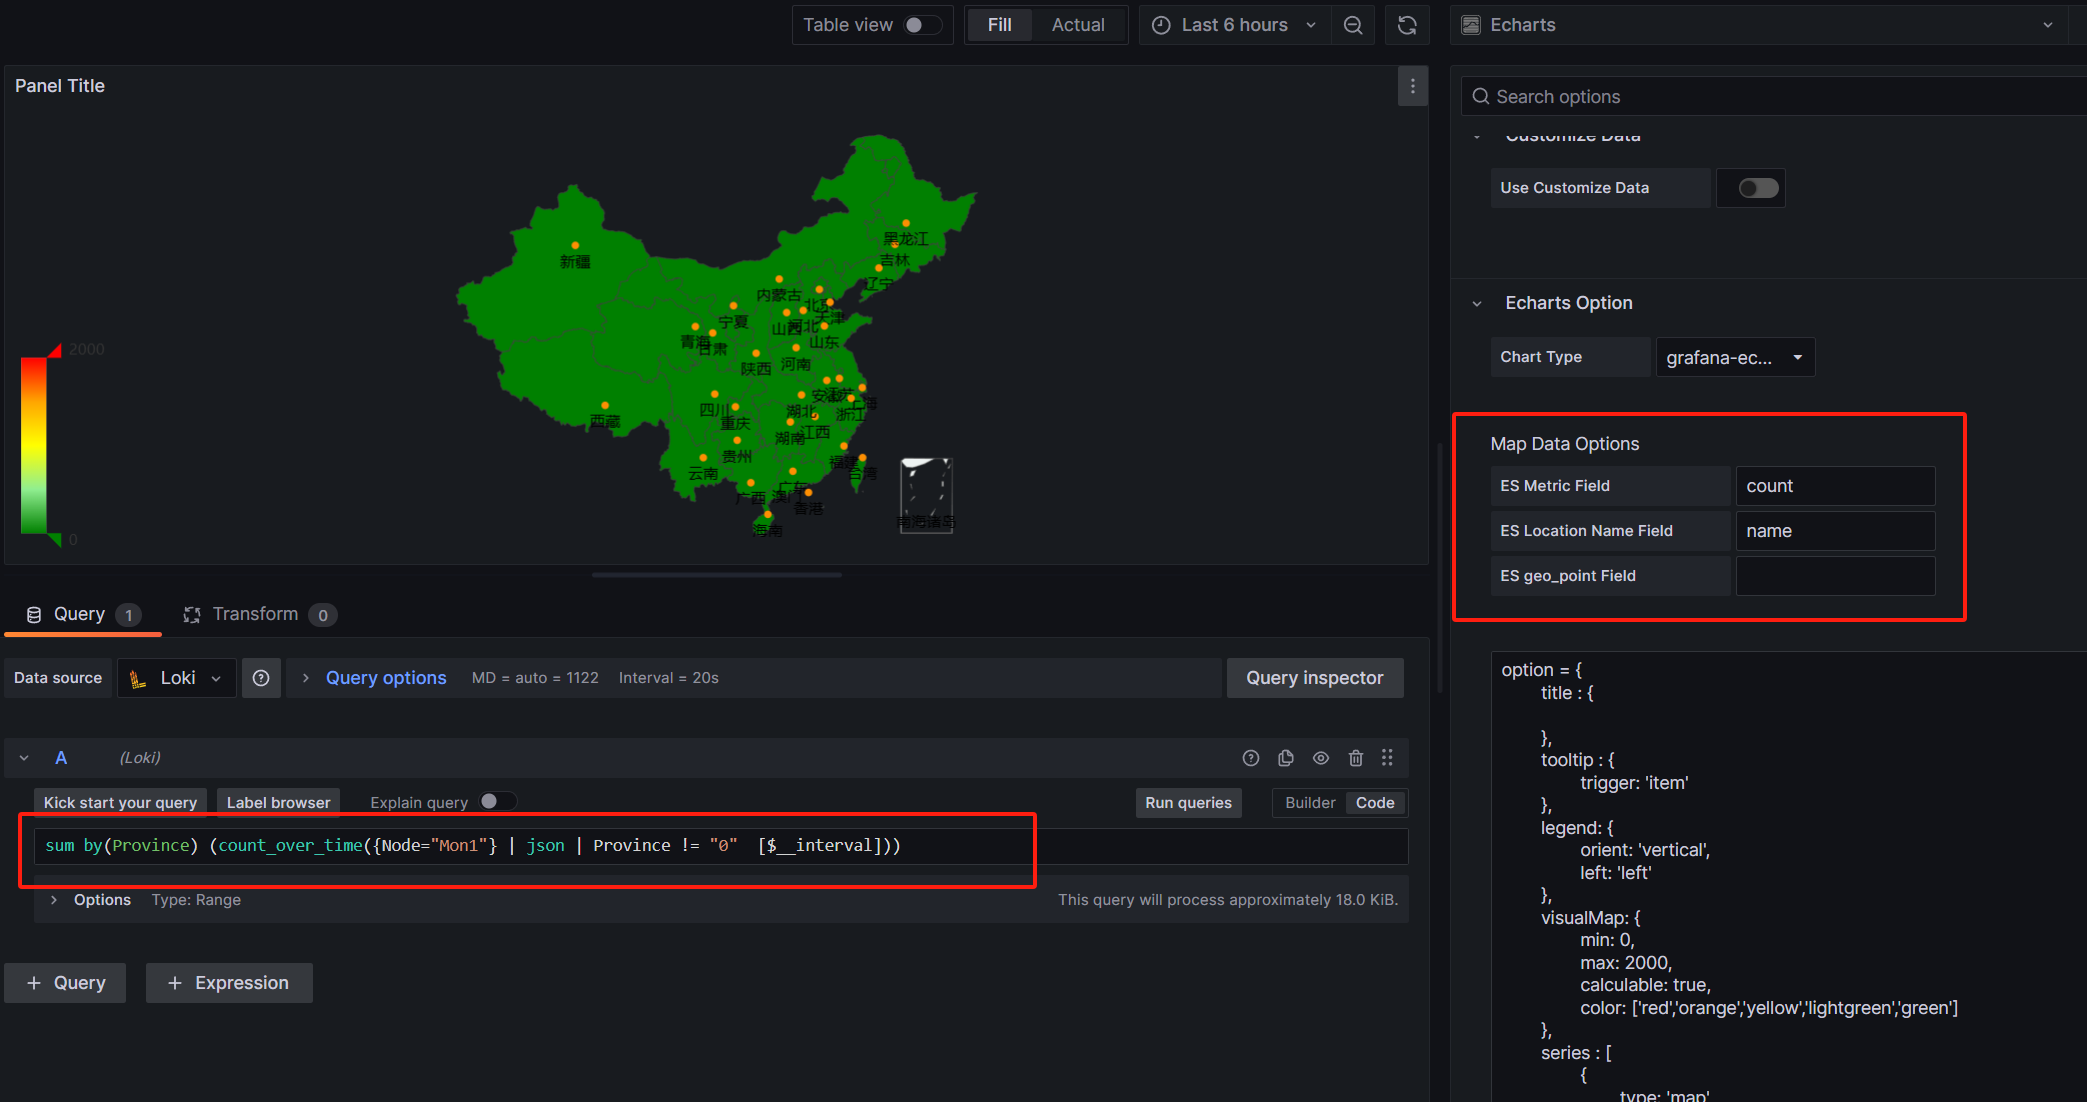 Table view
Fill
Actual
Last 6 hours
Echarts
Panel Title
Search options
Customize Data
Use Customize Data
Echarts Option
Chart Type
grafana-ec...
Map Data Options
ES Metric Field
count
ES Location Name Field
name
ES geo_point Field
2000
0
黑龙江
吉林
辽宁
新疆
内蒙古
北京
天津
宁夏
山西
河北
山东
青海
甘肃
陕西
河南
安徽
江苏
上海
四川
湖北
浙江
西藏
重庆
湖南
江西
贵州
福建
台湾
云南
广东
广西
澳门
香港
海南
南海诸岛
Query 1
Transform 0
Data source
Loki
Query options
MD = auto = 1122
Interval = 20s
Query inspector
A
(Loki)
Kick start your query
Label browser
Explain query
Run queries
Builder
Code
sum by(Province) (count_over_time({Node="Mon1"} | json | Province != "0"  [$__interval]))
Options
Type: Range
This query will process approximately 18.0 KiB.
+ Query
+ Expression
option = {
title : {
},
tooltip : {
trigger: 'item'
},
legend: {
orient: 'vertical',
left: 'left'
},
visualMap: {
min: 0,
max: 2000,
calculable: true,
color: ['red','orange','yellow','lightgreen','green']
},
series : [
{
type: 'map'